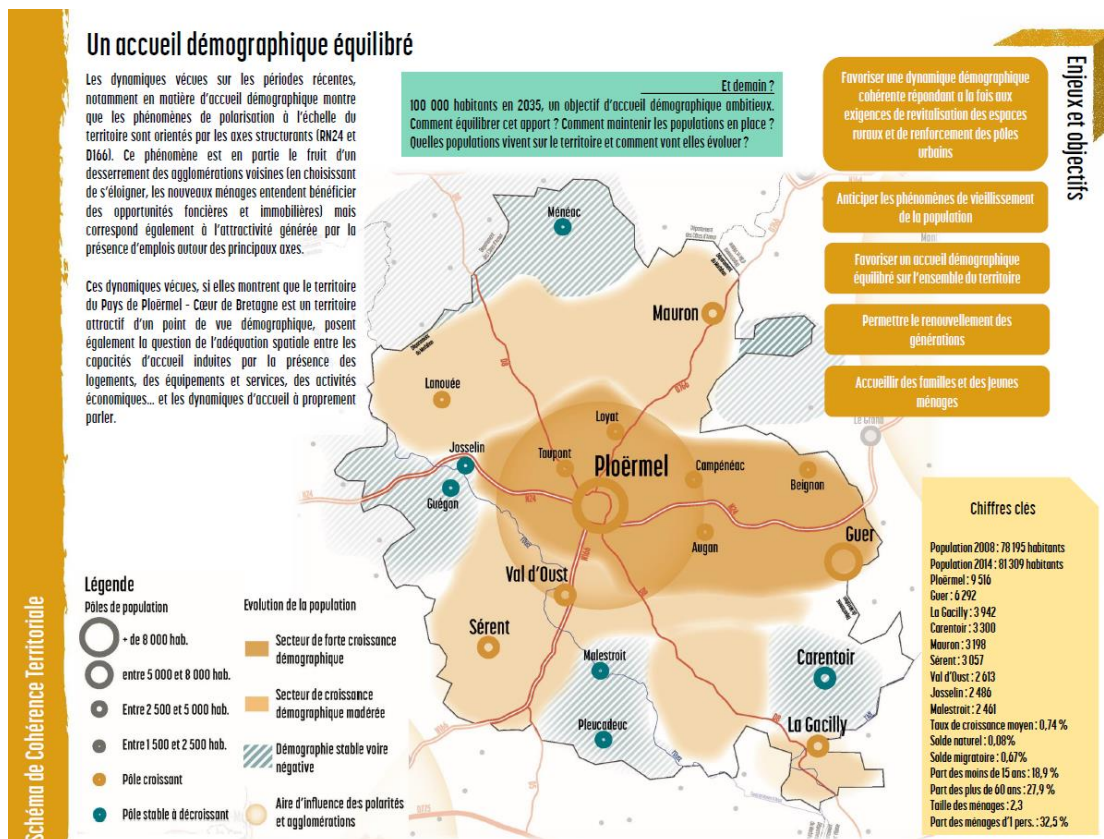 Un accueil démographique équilibré
Les dynamiques vécues sur les périodes récentes,
notamment en matière d'accueil démographique montre
que les phénomènes de polarisation à l'échelle du
territoire sont orientés par les axes structurants (RN24 et
D166). Ce phénomène est en partie le fruit d'un
desserrement des agglomérations voisines (en choisissant
de s'éloigner, les nouveaux ménages entendent bénéficier
des opportunités foncières et immobilières) mais
correspond également à l'attractivité générée par la
présence d'emplois autour des principaux axes.
Ces dynamiques vécues, si elles montrent que le territoire
du Pays de Ploërmel - Cœur de Bretagne est un territoire
attractif d'un point de vue démographique, posent
également la question de l'adéquation spatiale entre les
capacités d'accueil induites par la présence des
logements, des équipements et services, des activités
économiques... et les dynamiques d'accueil à proprement
parler.
Et demain ?
100 000 habitants en 2035, un objectif d'accueil démographique ambitieux.
Comment équilibrer cet apport ? Comment maintenir les populations en place ?
Quelles populations vivent sur le territoire et comment vont elles évoluer ?
Enjeux et objectifs
Favoriser une dynamique démographique
cohérente répondant a la fois aux
exigences de revitalisation des espaces
ruraux et de renforcement des pôles
urbains
Anticiper les phénomènes de vieillissement
de la population
Favoriser un accueil démographique
équilibré sur l'ensemble du territoire
Permettre le renouvellement des
générations
Accueillir des familles et des jeunes
ménages
Ménéac
Mauron
Lanouée
Loyat
Josselin
Taupont
Ploërmel
Campénéac
Beignon
Guégon
Augan
Guer
Val d'Oust
Sérent
Malestroit
Carentoir
Pleucadeuc
La Gacilly
N24
N24
N24
N166
D766
Légende
Pôles de population
+ de 8 000 hab.
entre 5 000 et 8 000 hab.
Entre 2 500 et 5 000 hab.
Entre 1 500 et 2 500 hab.
Pôle croissant
Pôle stable à décroissant
Evolution de la population
Secteur de forte croissance
démographique
Secteur de croissance
démographique madérée
Démographie stable voire
négative
Aire d'influence des polarités
et agglomérations
Chiffres clés
Population 2008 : 78 195 habitants
Population 2014 : 81 309 habitants
Ploërmel : 9 516
Guer : 6 292
La Gacilly : 3 942
Carentoir : 3 300
Mauron : 3 198
Sérent : 3 057
Val d'Oust : 2 613
Josselin : 2 486
Malestroit : 2 461
Taux de croissance moyen : 0,74 %
Solde naturel : 0,08%
Solde migratoire : 0,67%
Part des moins de 15 ans : 18,9 %
Part des plus de 60 ans : 27,9 %
Taille des ménages : 2,3
Part des ménages d'1 pers. : 32,5 %
Schéma de Cohérence Territoriale